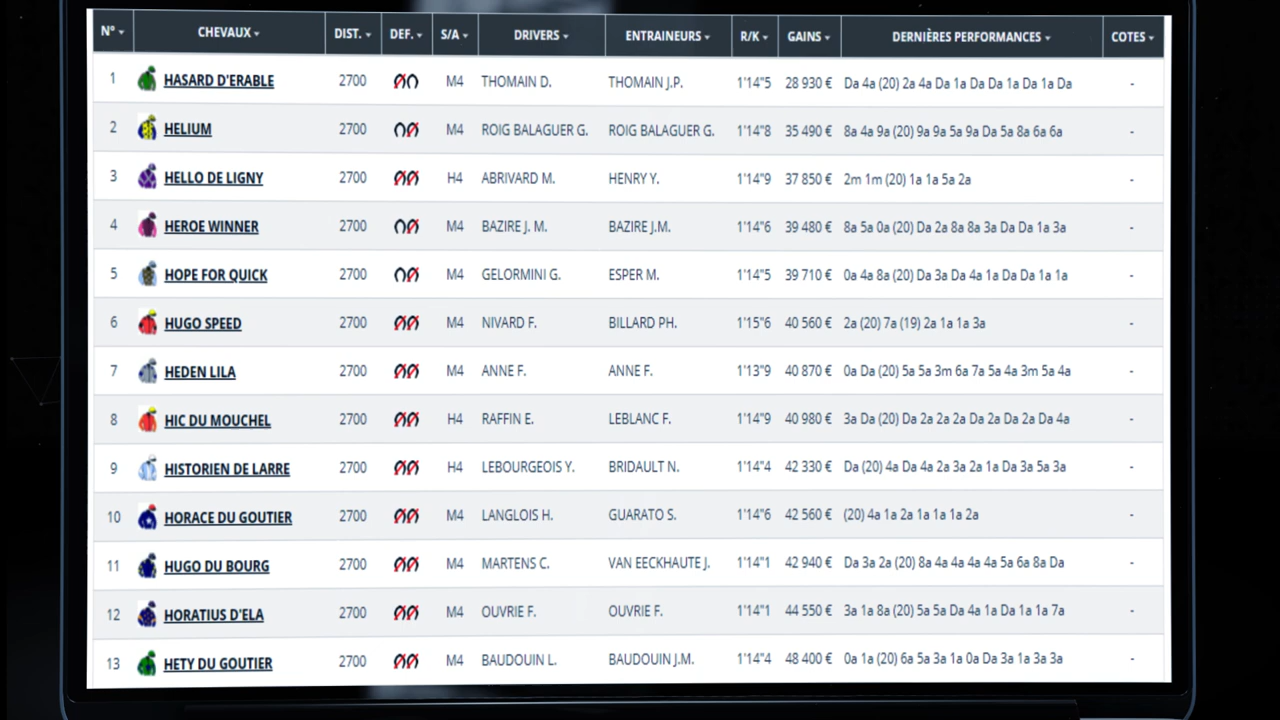 N° CHEVAUX DIST. DEF. S/A DRIVERS ENTRAINEURS R/K GAINS DERNIÈRES PERFORMANCES COTES
1 HASARD D'ERABLE 2700 M4 THOMAIN D. THOMAIN J.P. 1'14"5 28 930 € Da 4a (20) 2a 4a Da 1a Da Da 1a Da 1a Da -
2 HELIUM 2700 M4 ROIG BALAGUER G. ROIG BALAGUER G. 1'14"8 35 490 € 8a 4a 9a (20) 9a 9a 5a 9a Da 5a 8a 6a 6a -
3 HELLO DE LIGNY 2700 H4 ABRIVARD M. HENRY Y. 1'14"9 37 850 € 2m 1m (20) 1a 1a 5a 2a -
4 HEROE WINNER 2700 M4 BAZIRE J. M. BAZIRE J.M. 1'14"6 39 480 € 8a 5a 0a (20) Da 2a 8a 8a 3a Da Da 1a 3a -
5 HOPE FOR QUICK 2700 M4 GELORMINI G. ESPER M. 1'14"5 39 710 € 0a 4a 8a (20) Da 3a Da 4a 1a Da Da 1a 1a -
6 HUGO SPEED 2700 M4 NIVARD F. BILLARD PH. 1'15"6 40 560 € 2a (20) 7a (19) 2a 1a 1a 3a -
7 HEDEN LILA 2700 M4 ANNE F. ANNE F. 1'13"9 40 870 € 0a Da (20) 5a 5a 3m 6a 7a 5a 4a 3m 5a 4a -
8 HIC DU MOUCHEL 2700 H4 RAFFIN E. LEBLANC F. 1'14"9 40 980 € 3a Da (20) Da 2a 2a 2a Da 2a Da 2a Da 4a -
9 HISTORIEN DE LARRE 2700 H4 LEBOURGEOIS Y. BRIDAULT N. 1'14"4 42 330 € Da (20) 4a Da 4a 2a 3a 2a 1a Da 3a 5a 3a -
10 HORACE DU GOUTIER 2700 M4 LANGLOIS H. GUARATO S. 1'14"6 42 560 € (20) 4a 1a 2a 1a 1a 1a 2a -
11 HUGO DU BOURG 2700 M4 MARTENS C. VAN EECKHAUTE J. 1'14"1 42 940 € Da 3a 2a (20) 8a 4a 4a 4a 4a 5a 6a 8a Da -
12 HORATIUS D'ELA 2700 M4 OUVRIE F. OUVRIE F. 1'14"1 44 550 € 3a 1a 8a (20) 5a 5a Da 4a 1a Da 1a 1a 7a -
13 HETY DU GOUTIER 2700 M4 BAUDOUIN L. BAUDOUIN J.M. 1'14"4 48 400 € 0a 1a (20) 6a 5a 3a 1a 0a Da 3a 1a 3a 3a -